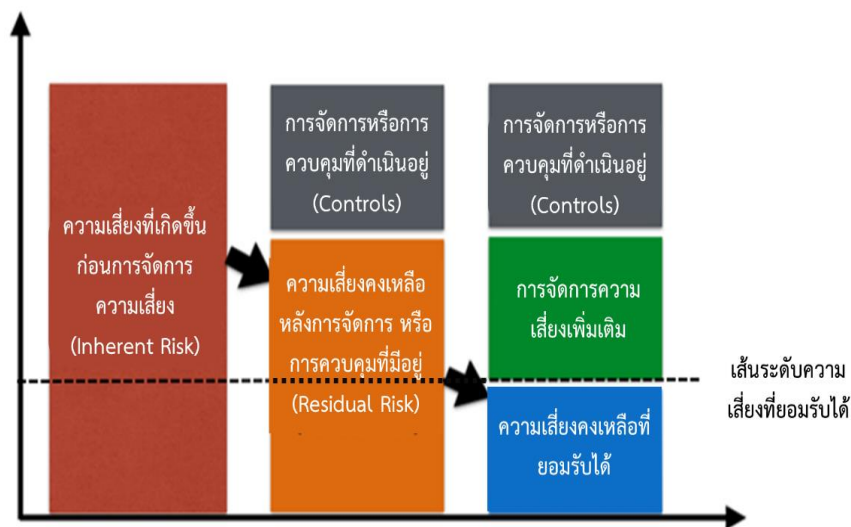 ความเสี่ยงที่เกิดขึ้น
ก่อนการจัดการ
ความเสี่ยง
(Inherent Risk)
การจัดการหรือการ
ควบคุมที่ดำเนินอยู่
(Controls)
ความเสี่ยงคงเหลือ
หลังการจัดการ หรือ
การควบคุมที่มีอยู่
(Residual Risk)
การจัดการหรือการ
ควบคุมที่ดำเนินอยู่
(Controls)
การจัดการความ
เสี่ยงเพิ่มเติม
ความเสี่ยงคงเหลือที่
ยอมรับได้
เส้นระดับความ
เสี่ยงที่ยอมรับได้